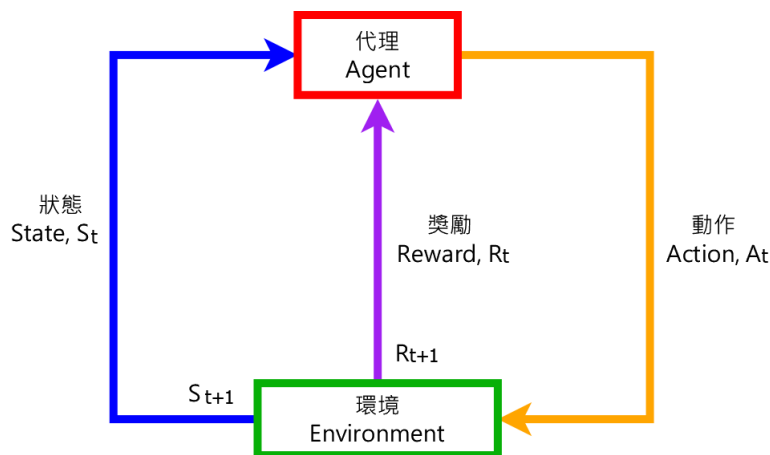 代理
Agent
狀態
State, St
獎勵
Reward, Rt
動作
Action, At
Rt+1
St+1
環境
Environment